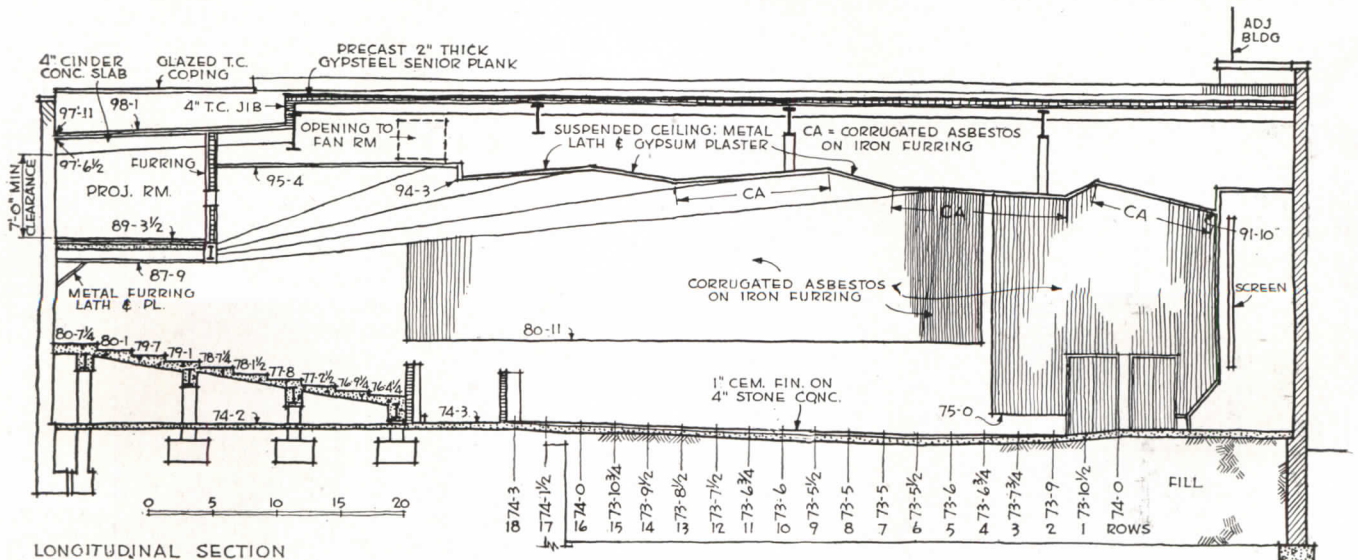 ADJ
BLDG
4" CINDER
CONC. SLAB
GLAZED T.C.
COPING
PRECAST 2" THICK
GYPSTEEL SENIOR PLANK
97'-11
98-1
4" T.C. JIB
OPENING TO
FAN RM
SUSPENDED CEILING: METAL
LATH & GYPSUM PLASTER
CA = CORRUGATED ASBESTOS
ON IRON FURRING
97'-6½
FURRING
95-4
94-3
CA
CA
CA
7'-0" MIN.
CLEARANCE
PROJ. RM.
89-3½
91-10
87-9
METAL FURRING
LATH & PL.
CORRUGATED ASBESTOS
ON IRON FURRING
SCREEN
80-11
80-7¼
80-1
79-7
79-1
78-7¼
78-1½
77-8
77-2½
76-9¾
76-4¼
74-2
74-3
1" CEM. FIN. ON
4" STONE CONC.
75-0
0 5 10 15 20
74-3
74-1½
74-0
73-10¾
73-9½
73-8½
73-7½
73-6¾
73-6
73-5½
73-5
73-5
73-5½
73-6
73-6¾
73-7¾
73-9
73-10½
74-0
FILL
18 17 16 15 14 13 12 11 10 9 8 7 6 5 4 3 2 1 ROWS
LONGITUDINAL SECTION